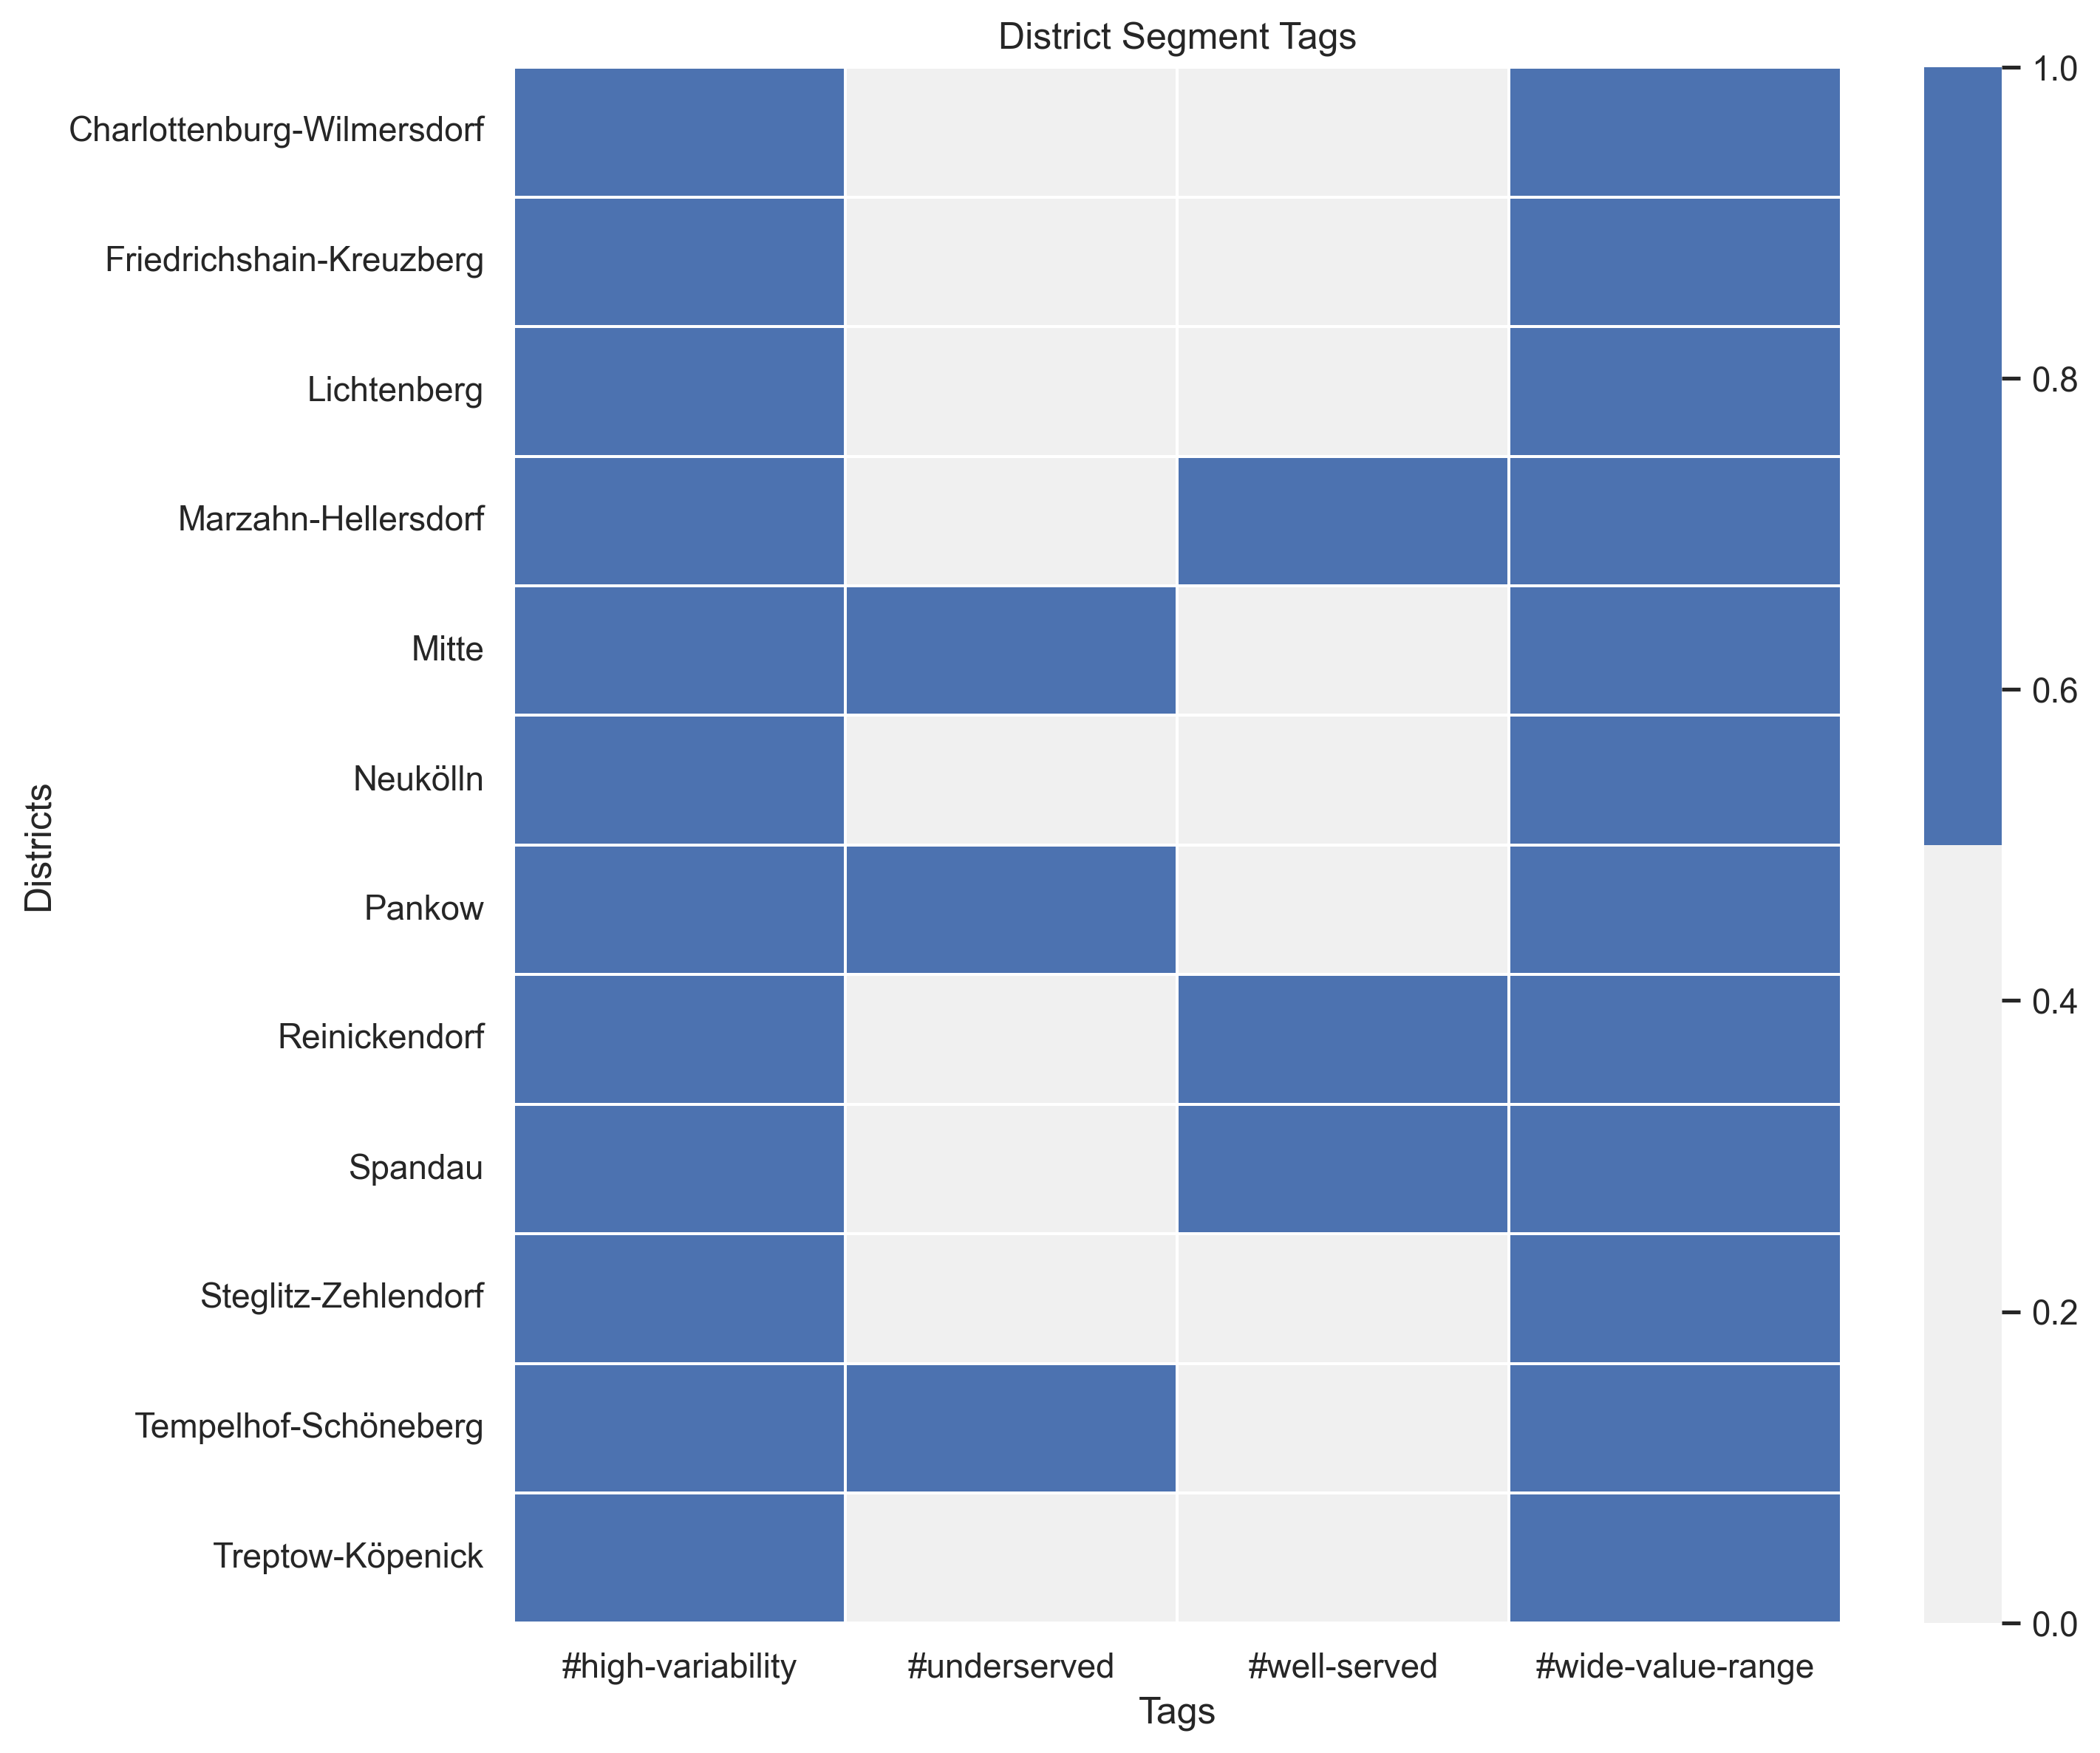 District Segment Tags
Charlottenburg-Wilmersdorf
Friedrichshain-Kreuzberg
Lichtenberg
Marzahn-Hellersdorf
Mitte
Neukölln
Pankow
Reinickendorf
Spandau
Steglitz-Zehlendorf
Tempelhof-Schöneberg
Treptow-Köpenick
Districts
#high-variability #underserved #well-served #wide-value-range
Tags
1.0
0.8
0.6
0.4
0.2
0.0